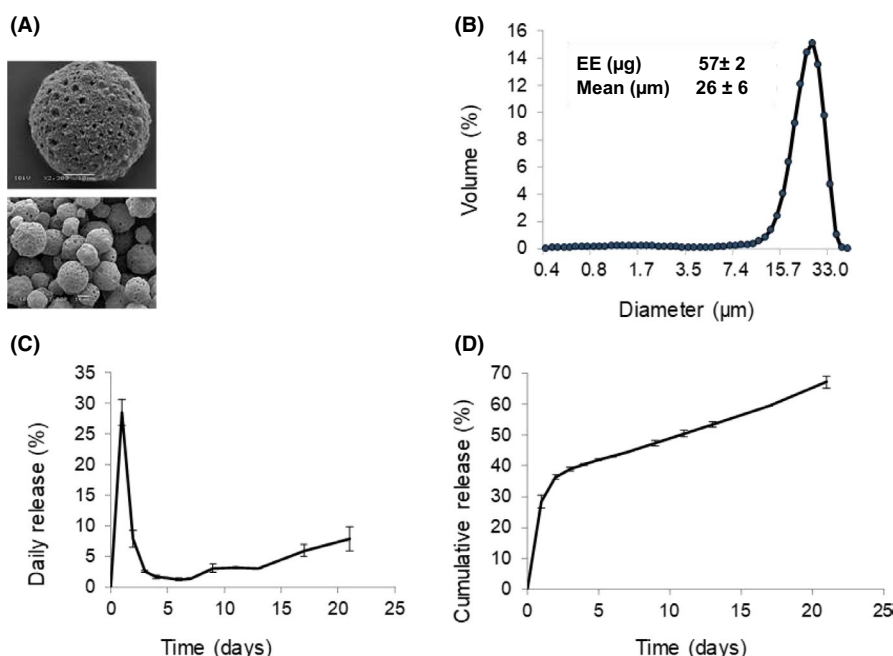 (A)
(B)
16
14
12
10
8
6
4
2
0
Volume (%)
EE (µg) 57± 2
Mean (µm) 26 ± 6
0.4 0.8 1.7 3.5 7.4 15.7 33.0
Diameter (µm)
(C)
35
30
25
20
15
10
5
0
Daily release (%)
0 5 10 15 20 25
Time (days)
(D)
70
60
50
40
30
20
10
0
Cumulative release (%)
0 5 10 15 20 25
Time (days)